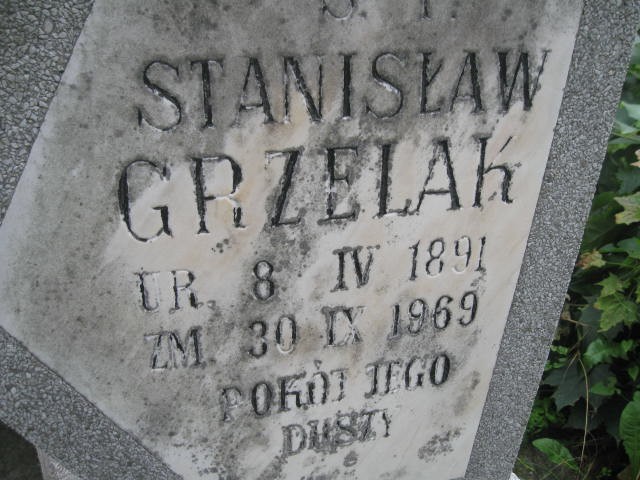 Ś. P.
STANISŁAW
GRZELAK
UR. 8 IV 1891
ZM. 30 IX 1969
POKÓJ JEGO
DUSZY